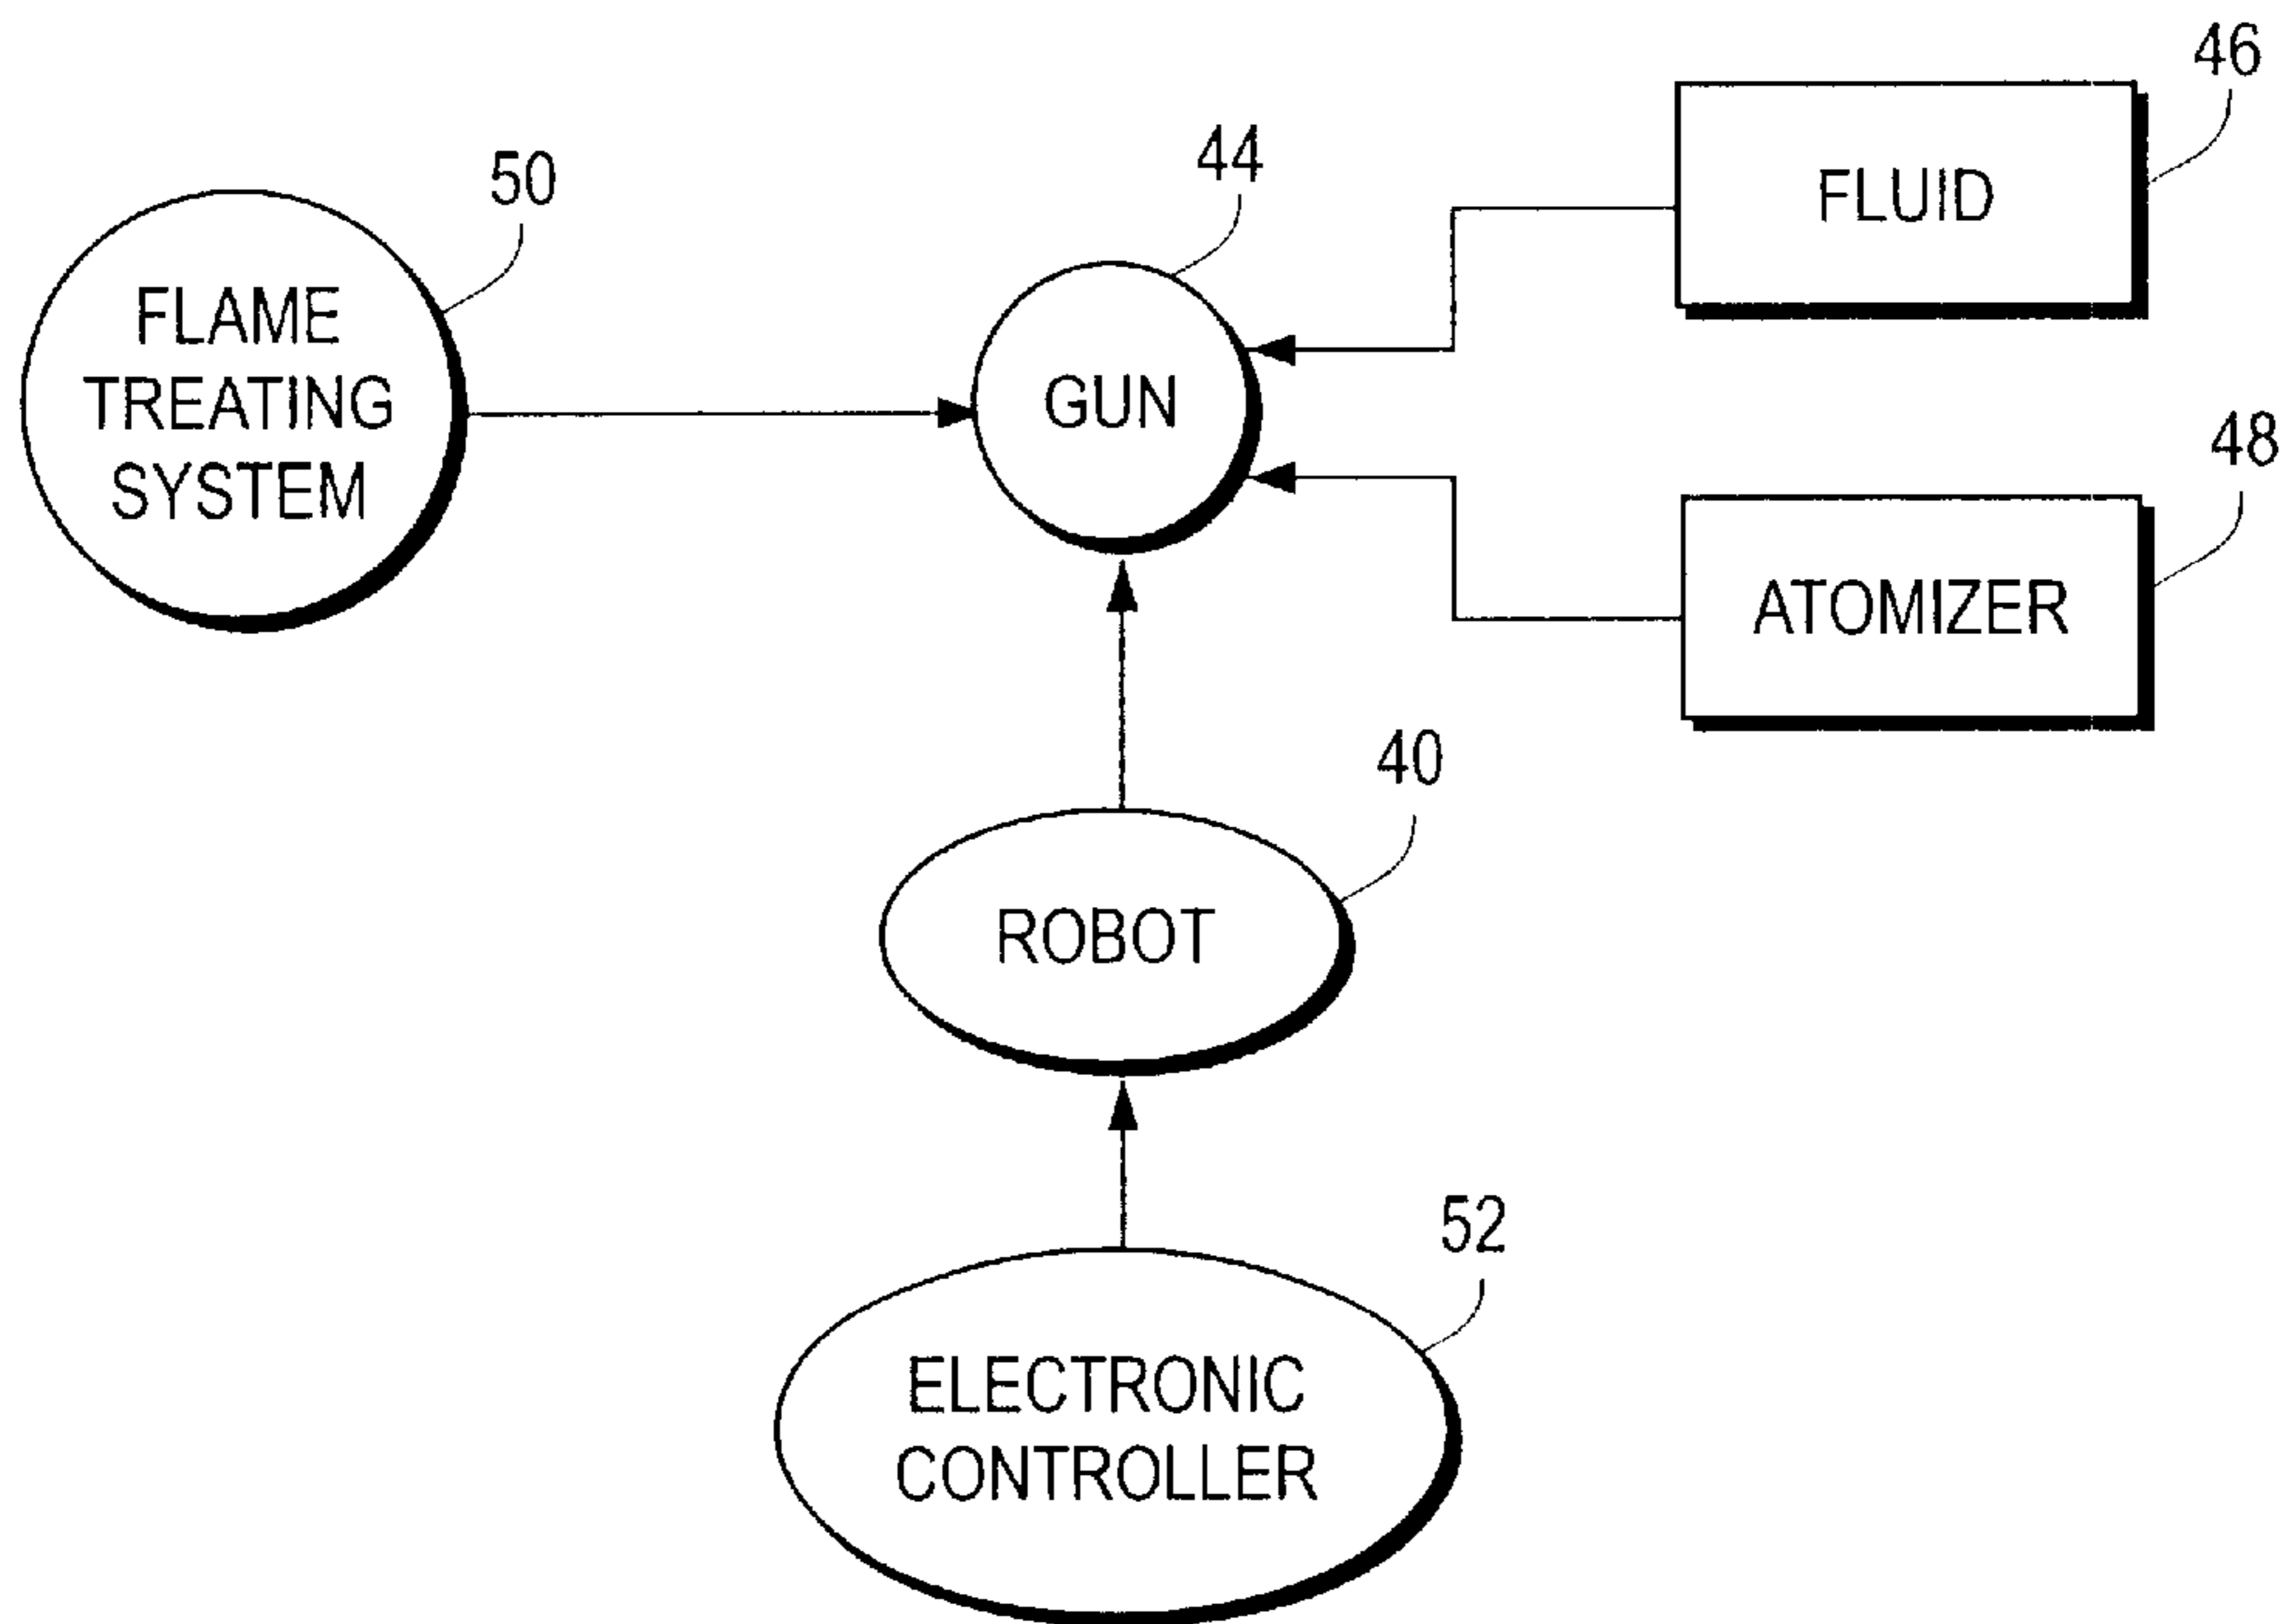 46
50
44
FLUID
FLAME
TREATING
SYSTEM
GUN
48
ATOMIZER
40
ROBOT
52
ELECTRONIC
CONTROLLER